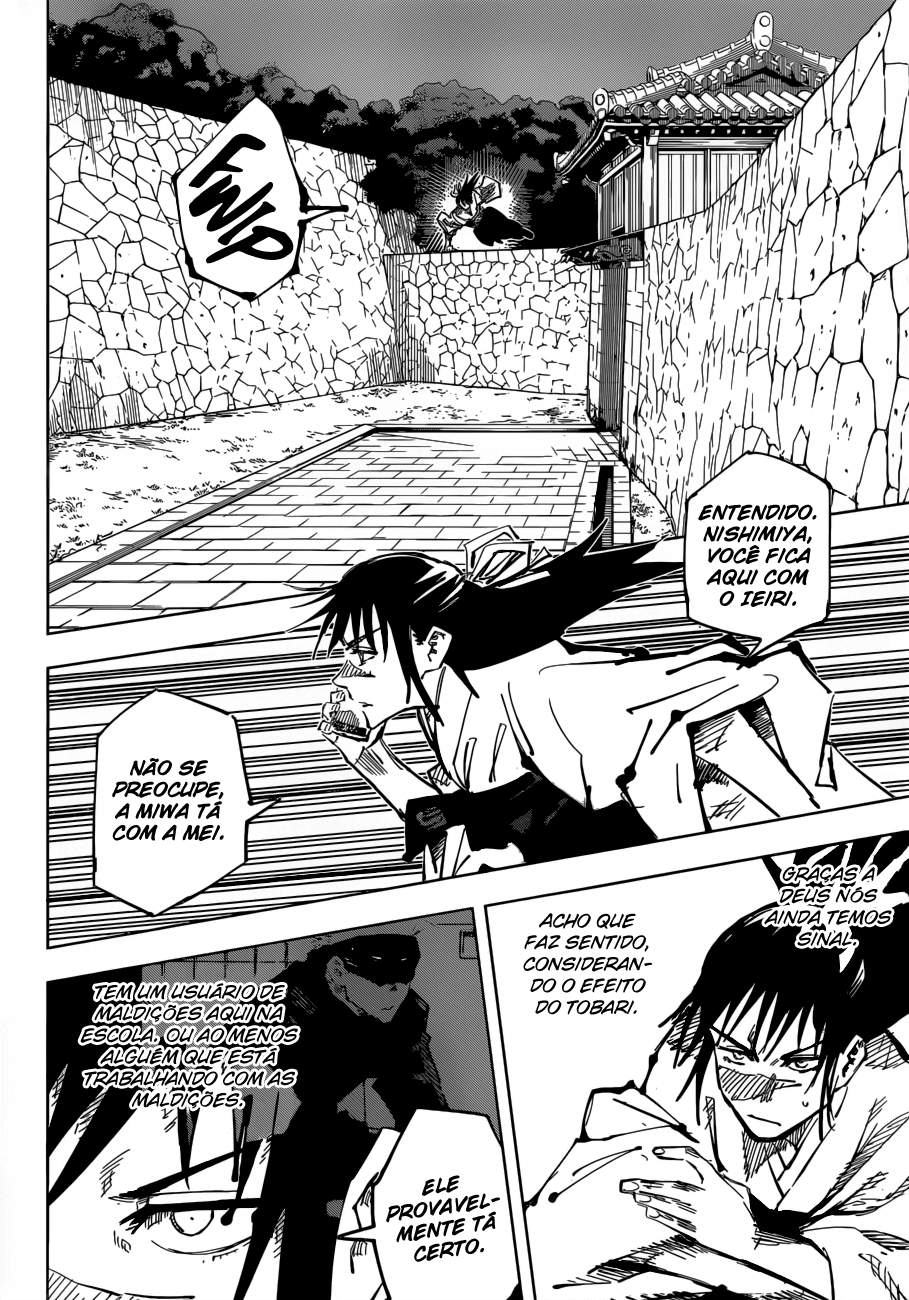 FWIP
ENTENDIDO.
NISHIMIYA,
VOCÊ FICA
AQUI COM
O IEIRI.
NÃO SE
PREOCUPE,
A MIWA TÁ
COM A MEI.
GRAÇAS A
DEUS NÓS
AINDA TEMOS
SINAL.
ACHO QUE
FAZ SENTIDO,
CONSIDERAN-
DO O EFEITO
DO TOBARI.
TEM UM USUÁRIO DE
MALDIÇÕES AQUI NA
ESCOLA. OU AO MENOS
ALGUÉM QUE ESTÁ
TRABALHANDO COM AS
MALDIÇÕES.
ELE
PROVAVEL-
MENTE TÁ
CERTO.